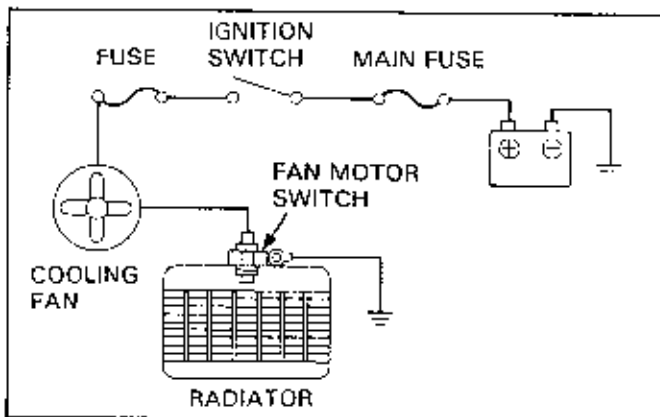 IGNITION
SWITCH
FUSE
MAIN FUSE
FAN MOTOR
SWITCH
COOLING
FAN
RADIATOR